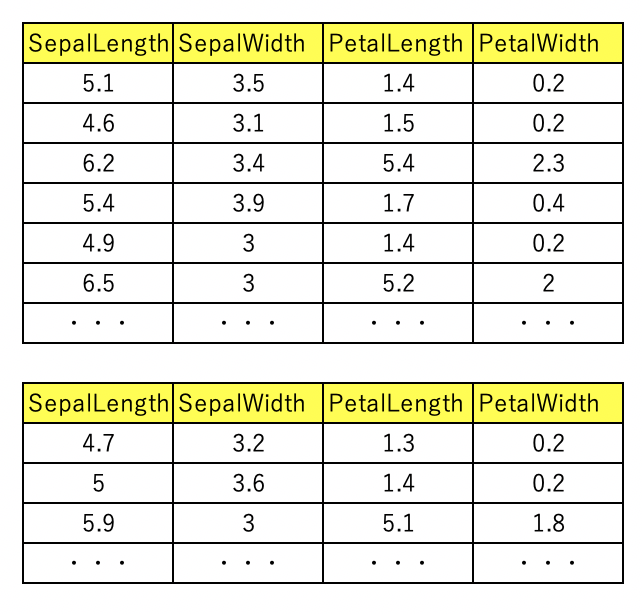 SepalLength SepalWidth PetalLength PetalWidth
5.1 3.5 1.4 0.2
4.6 3.1 1.5 0.2
6.2 3.4 5.4 2.3
5.4 3.9 1.7 0.4
4.9 3 1.4 0.2
6.5 3 5.2 2
・・・ ・・・ ・・・ ・・・
SepalLength SepalWidth PetalLength PetalWidth
4.7 3.2 1.3 0.2
5 3.6 1.4 0.2
5.9 3 5.1 1.8
・・・ ・・・ ・・・ ・・・